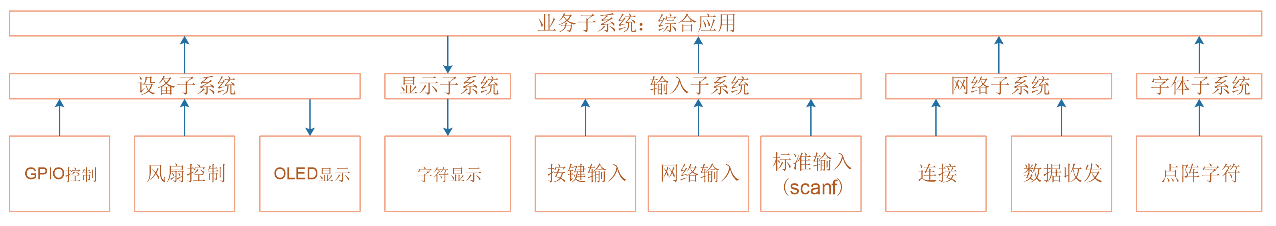 业务子系统：综合应用
设备子系统
显示子系统
输入子系统
网络子系统
字体子系统
GPIO控制
风扇控制
OLED显示
字符显示
按键输入
网络输入
标准输入
(scanf)
连接
数据收发
点阵字符